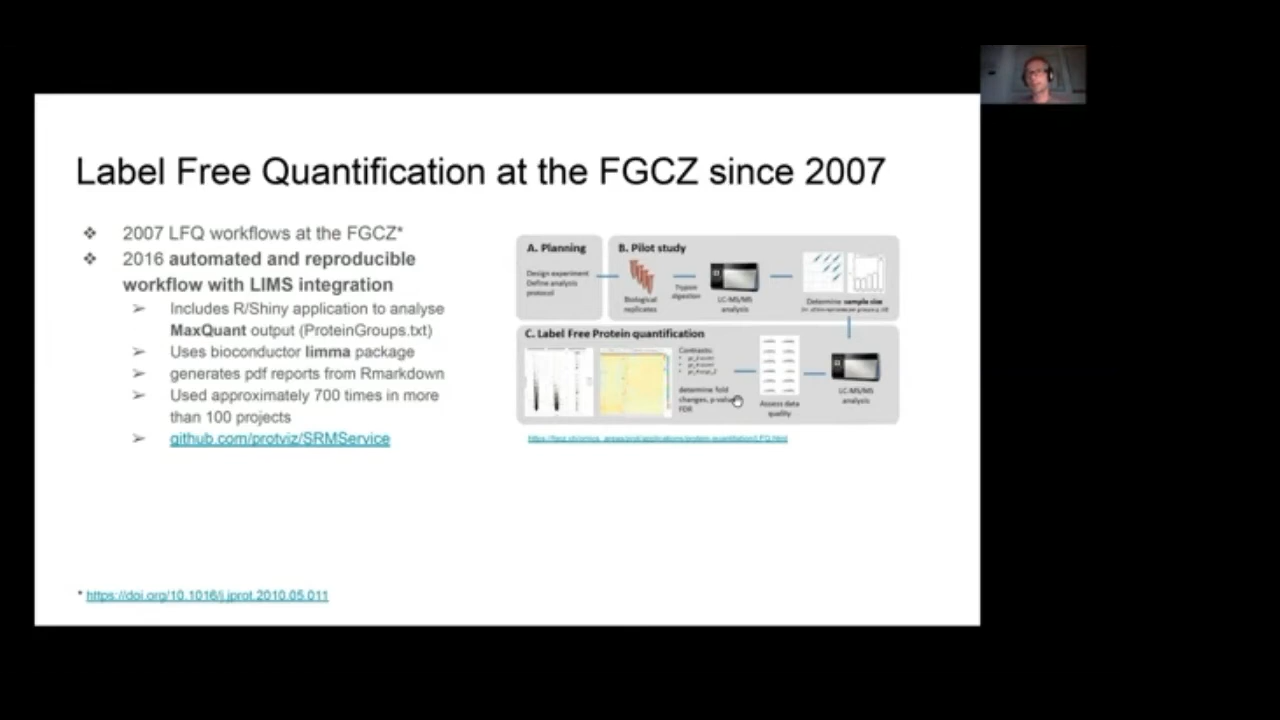 Label Free Quantification at the FGCZ since 2007
❖ 2007 LFQ workflows at the FGCZ*
❖ 2016 automated and reproducible
workflow with LIMS integration
➢ Includes R/Shiny application to analyse
MaxQuant output (ProteinGroups.txt)
➢ Uses bioconductor limma package
➢ generates pdf reports from Rmarkdown
➢ Used approximately 700 times in more
than 100 projects
➢ github.com/protviz/SRMService
A. Planning
Design experiment
Define analysis
protocol
B. Pilot study
Biological
replicates
Trypsin
digestion
LC-MS/MS
analysis
Determine sample size
C. Label Free Protein quantification
Contrasts:
determine fold
changes, p value
FDR
Assess data
quality
LC-MS/MS
analysis
* https://doi.org/10.1016/j.jprot.2010.05.011